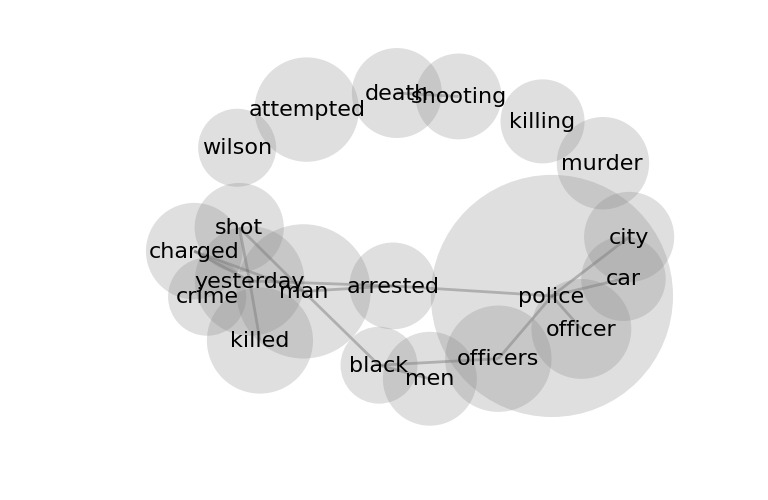 death
shooting
attempted
killing
wilson
murder
shot
city
charged
car
yesterday
man
arrested
crime
police
officer
killed
officers
black
men